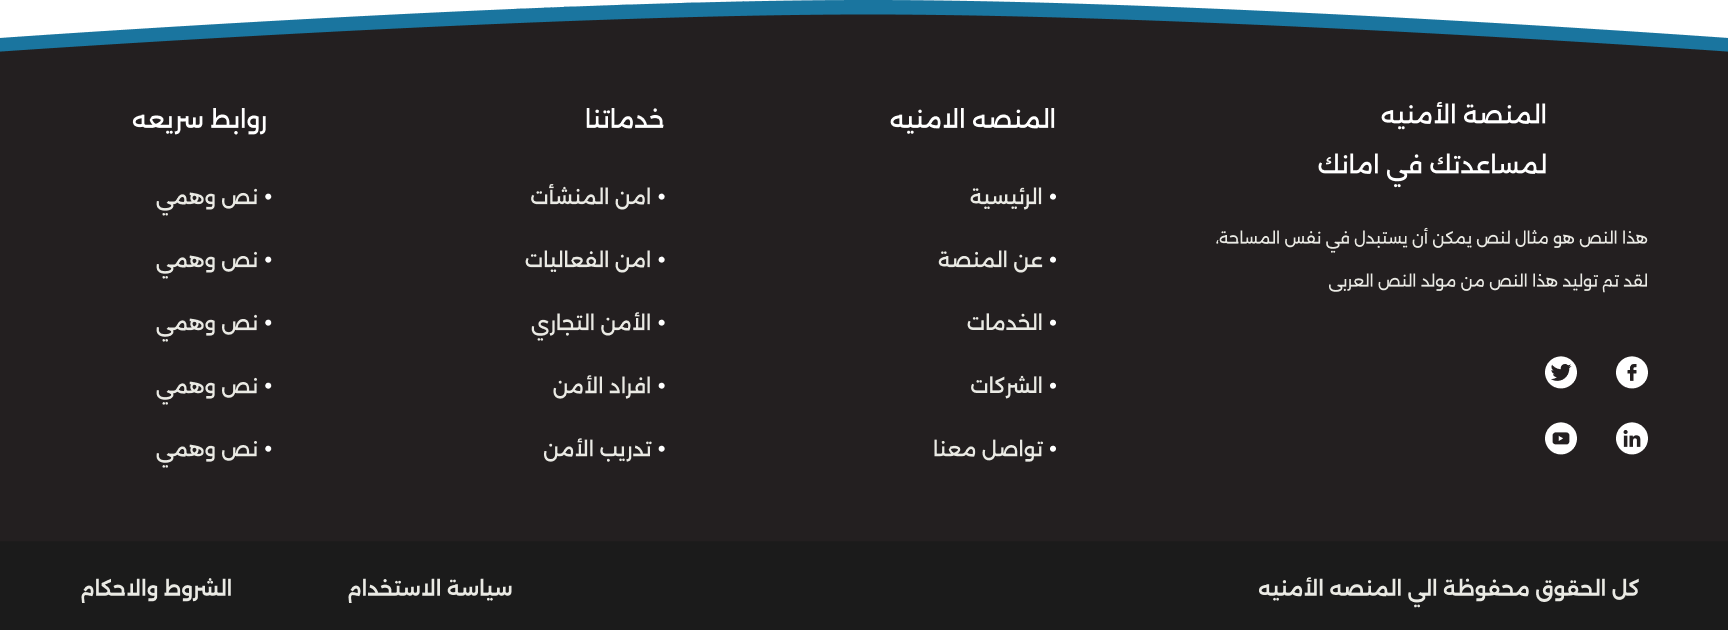 المنصة الأمنيه
لمساعدتك في امانك
هذا النص هو مثال لنص يمكن أن يستبدل في نفس المساحة،
لقد تم توليد هذا النص من مولد النص العربى
المنصه الامنيه
• الرئيسية
• عن المنصة
• الخدمات
• الشركات
• تواصل معنا
خدماتنا
• امن المنشأت
• امن الفعاليات
• الأمن التجاري
• افراد الأمن
• تدريب الأمن
روابط سريعه
• نص وهمي
• نص وهمي
• نص وهمي
• نص وهمي
• نص وهمي
كل الحقوق محفوظة الي المنصه الأمنيه
سياسة الاستخدام
الشروط والاحكام